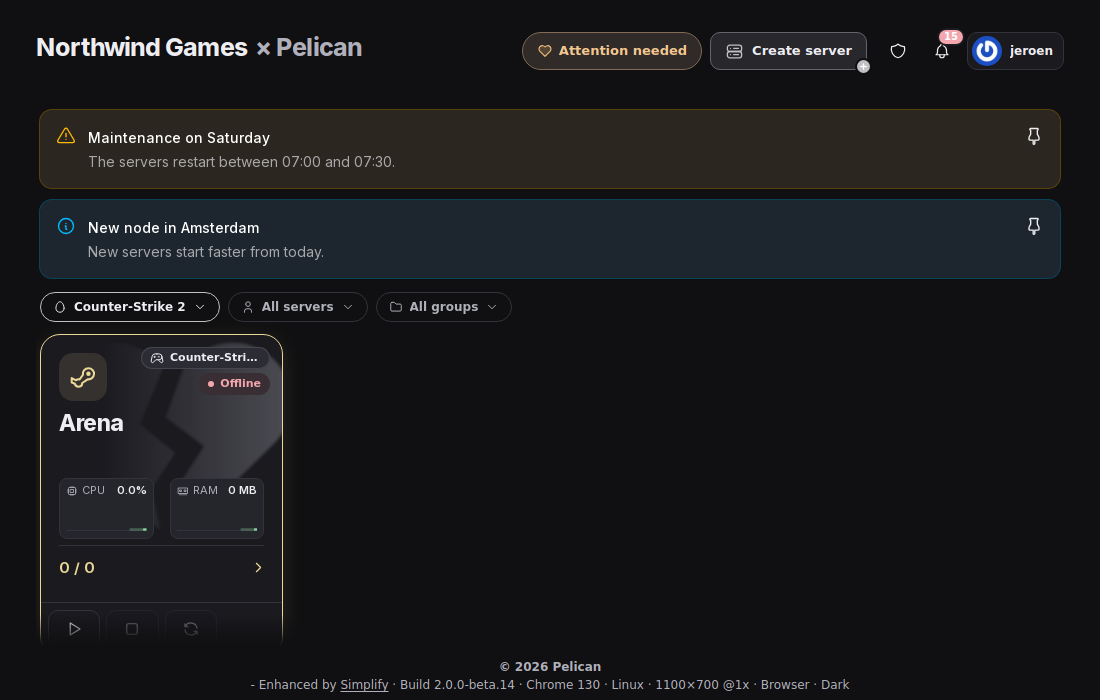 Northwind Games × Pelican
Attention needed
Create server
15
jeroen
Maintenance on Saturday
The servers restart between 07:00 and 07:30.
New node in Amsterdam
New servers start faster from today.
Counter-Strike 2
All servers
All groups
Counter-Stri...
Offline
Arena
CPU 0.0%
RAM 0 MB
0 / 0
© 2026 Pelican
- Enhanced by Simplify · Build 2.0.0-beta.14 · Chrome 130 · Linux · 1100×700 @1x · Browser · Dark